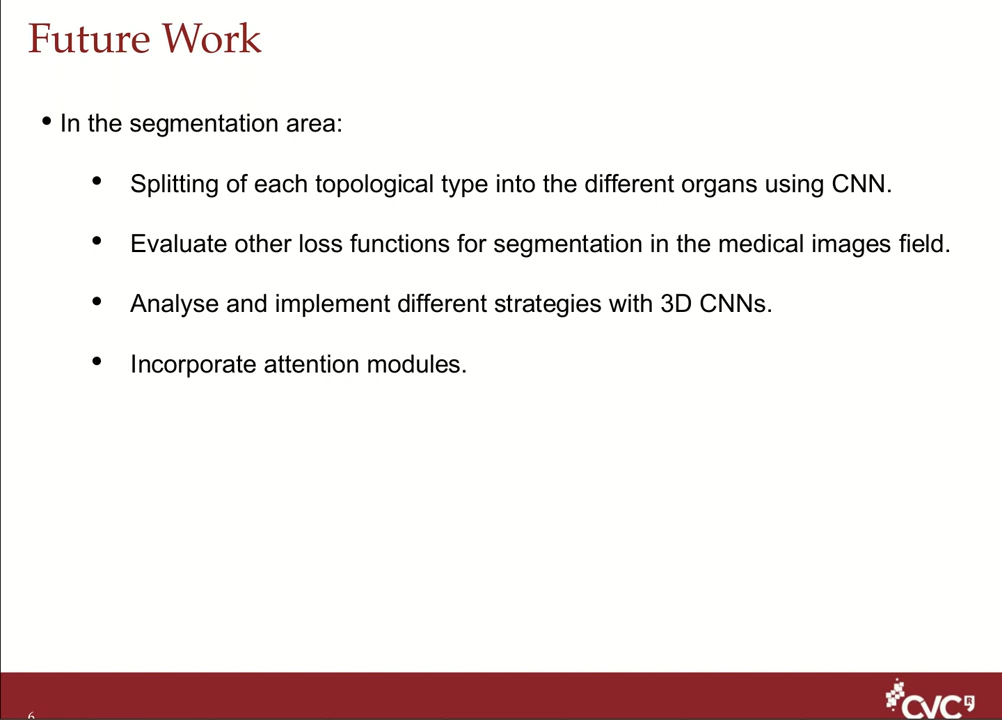 Future Work
• In the segmentation area:
• Splitting of each topological type into the different organs using CNN.
• Evaluate other loss functions for segmentation in the medical images field.
• Analyse and implement different strategies with 3D CNNs.
• Incorporate attention modules.
6
CVC